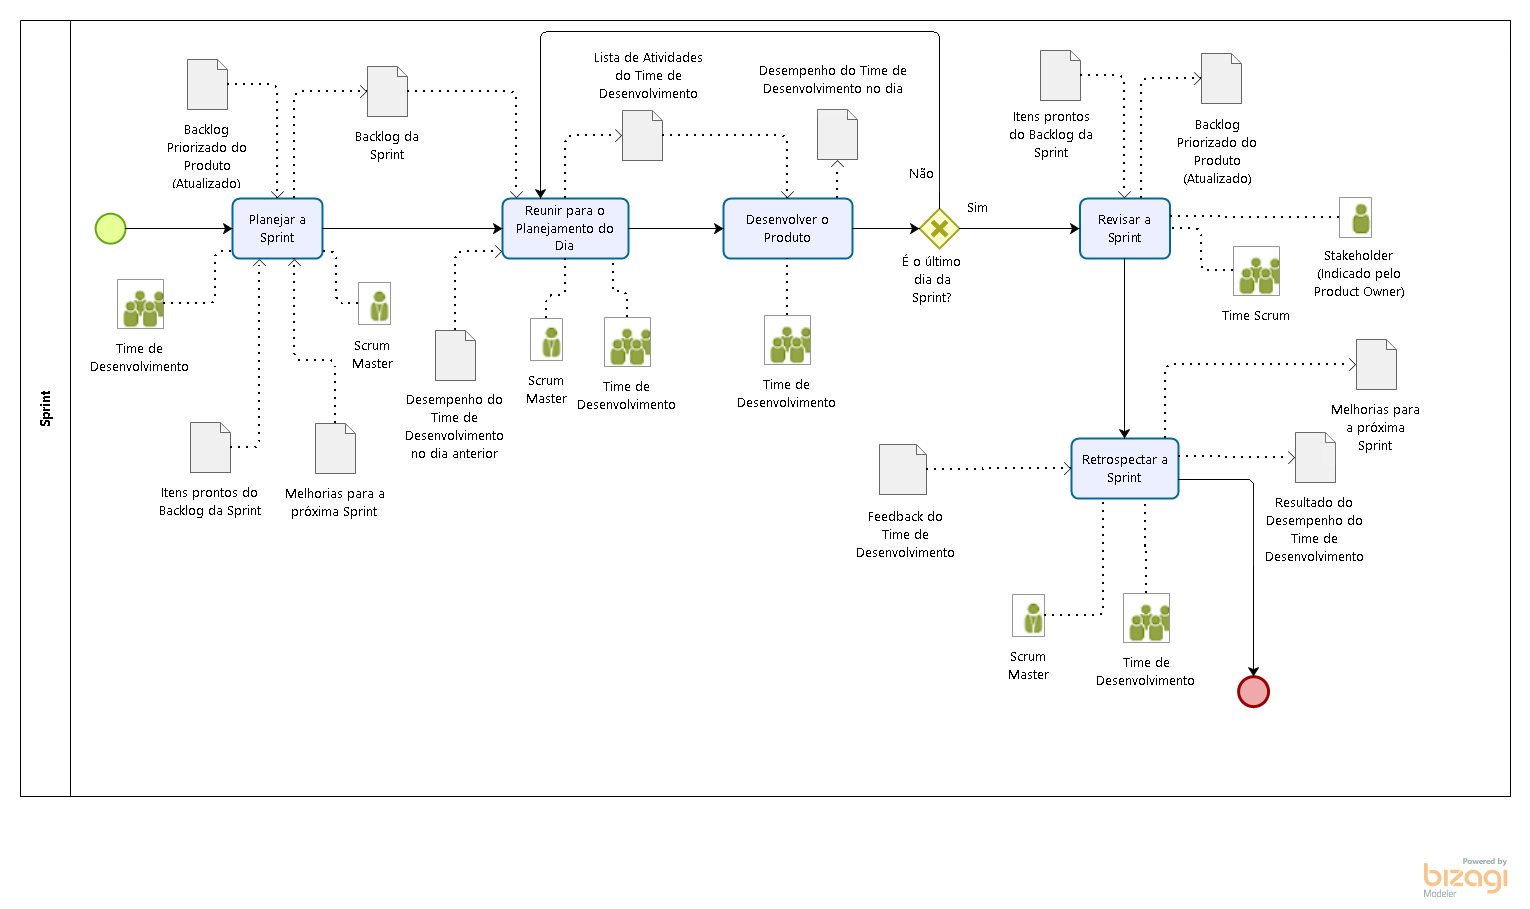 Sprint
Backlog
Priorizado do
Produto
(Atualizado)
Backlog da
Sprint
Lista de Atividades
do Time de
Desenvolvimento
Desempenho do Time de
Desenvolvimento no dia
Itens prontos
do Backlog da
Sprint
Backlog
Priorizado do
Produto
(Atualizado)
Não
Sim
Planejar a
Sprint
Reunir para o
Planejamento do
Dia
Desenvolver o
Produto
É o último
dia da
Sprint?
Revisar a
Sprint
Stakeholder
(Indicado pelo
Product Owner)
Time Scrum
Time de
Desenvolvimento
Scrum
Master
Desempenho do
Time de
Desenvolvimento
no dia anterior
Scrum
Master
Time de
Desenvolvimento
Time de
Desenvolvimento
Melhorias para
a próxima
Sprint
Itens prontos do
Backlog da Sprint
Melhorias para a
próxima Sprint
Retrospectar a
Sprint
Feedback do
Time de
Desenvolvimento
Resultado do
Desempenho do
Time de
Desenvolvimento
Scrum
Master
Time de
Desenvolvimento
Powered by
bizagi
Modeler